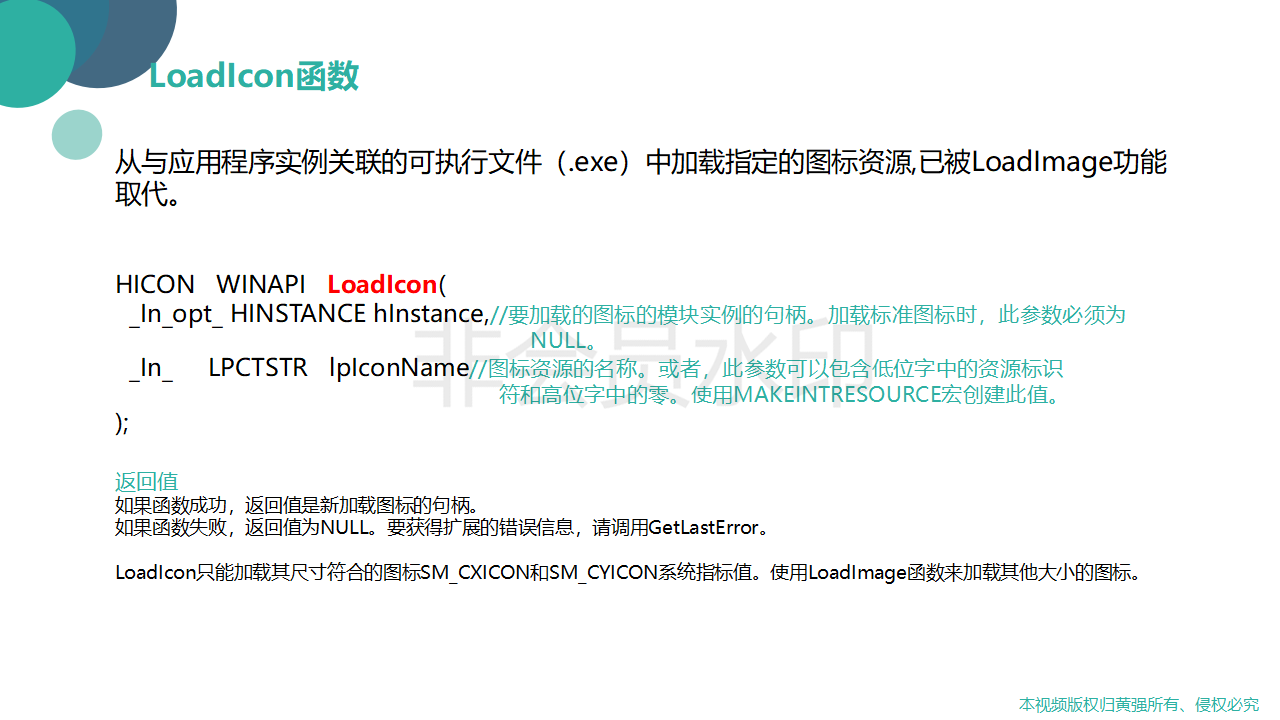 LoadIcon函数
从与应用程序实例关联的可执行文件（.exe）中加载指定的图标资源,已被LoadImage功能
取代。
HICON WINAPI LoadIcon(
_In_opt_ HINSTANCE hInstance,//要加载的图标的模块实例的句柄。加载标准图标时，此参数必须为
NULL。
_In_ LPCTSTR lpIconName//图标资源的名称。或者，此参数可以包含低位字中的资源标识
符和高位字中的零。使用MAKEINTRESOURCE宏创建此值。
);
非会员水印
返回值
如果函数成功，返回值是新加载图标的句柄。
如果函数失败，返回值为NULL。要获得扩展的错误信息，请调用GetLastError。
LoadIcon只能加载其尺寸符合的图标SM_CXICON和SM_CYICON系统指标值。使用LoadImage函数来加载其他大小的图标。
本视频版权归黄强所有、侵权必究